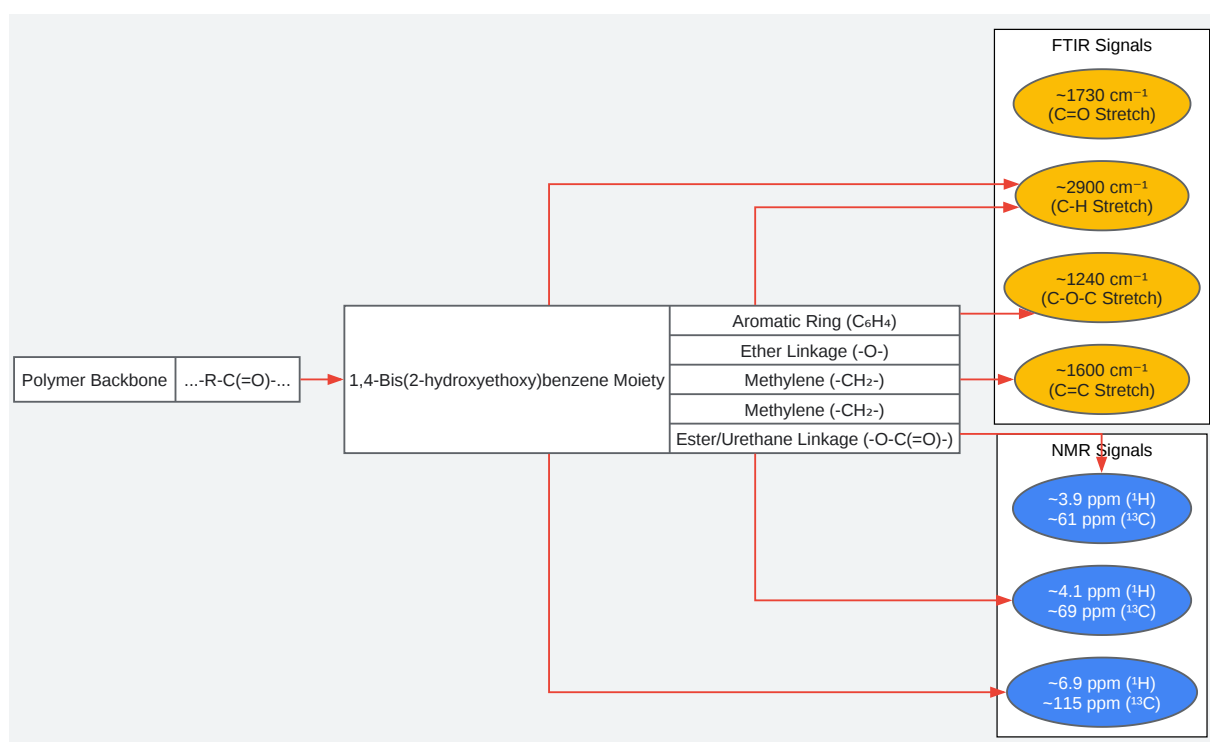 FTIR Signals
~1730 cm⁻¹
(C=O Stretch)
~2900 cm⁻¹
(C-H Stretch)
~1240 cm⁻¹
(C-O-C Stretch)
~1600 cm⁻¹
(C=C Stretch)
Polymer Backbone
...-R-C(=O)-...
1,4-Bis(2-hydroxyethoxy)benzene Moiety
Aromatic Ring (C₆H₄)
Ether Linkage (-O-)
Methylene (-CH₂-)
Methylene (-CH₂-)
Ester/Urethane Linkage (-O-C(=O)-)
NMR Signals
~3.9 ppm (¹H)
~61 ppm (¹³C)
~4.1 ppm (¹H)
~69 ppm (¹³C)
~6.9 ppm (¹H)
~115 ppm (¹³C)